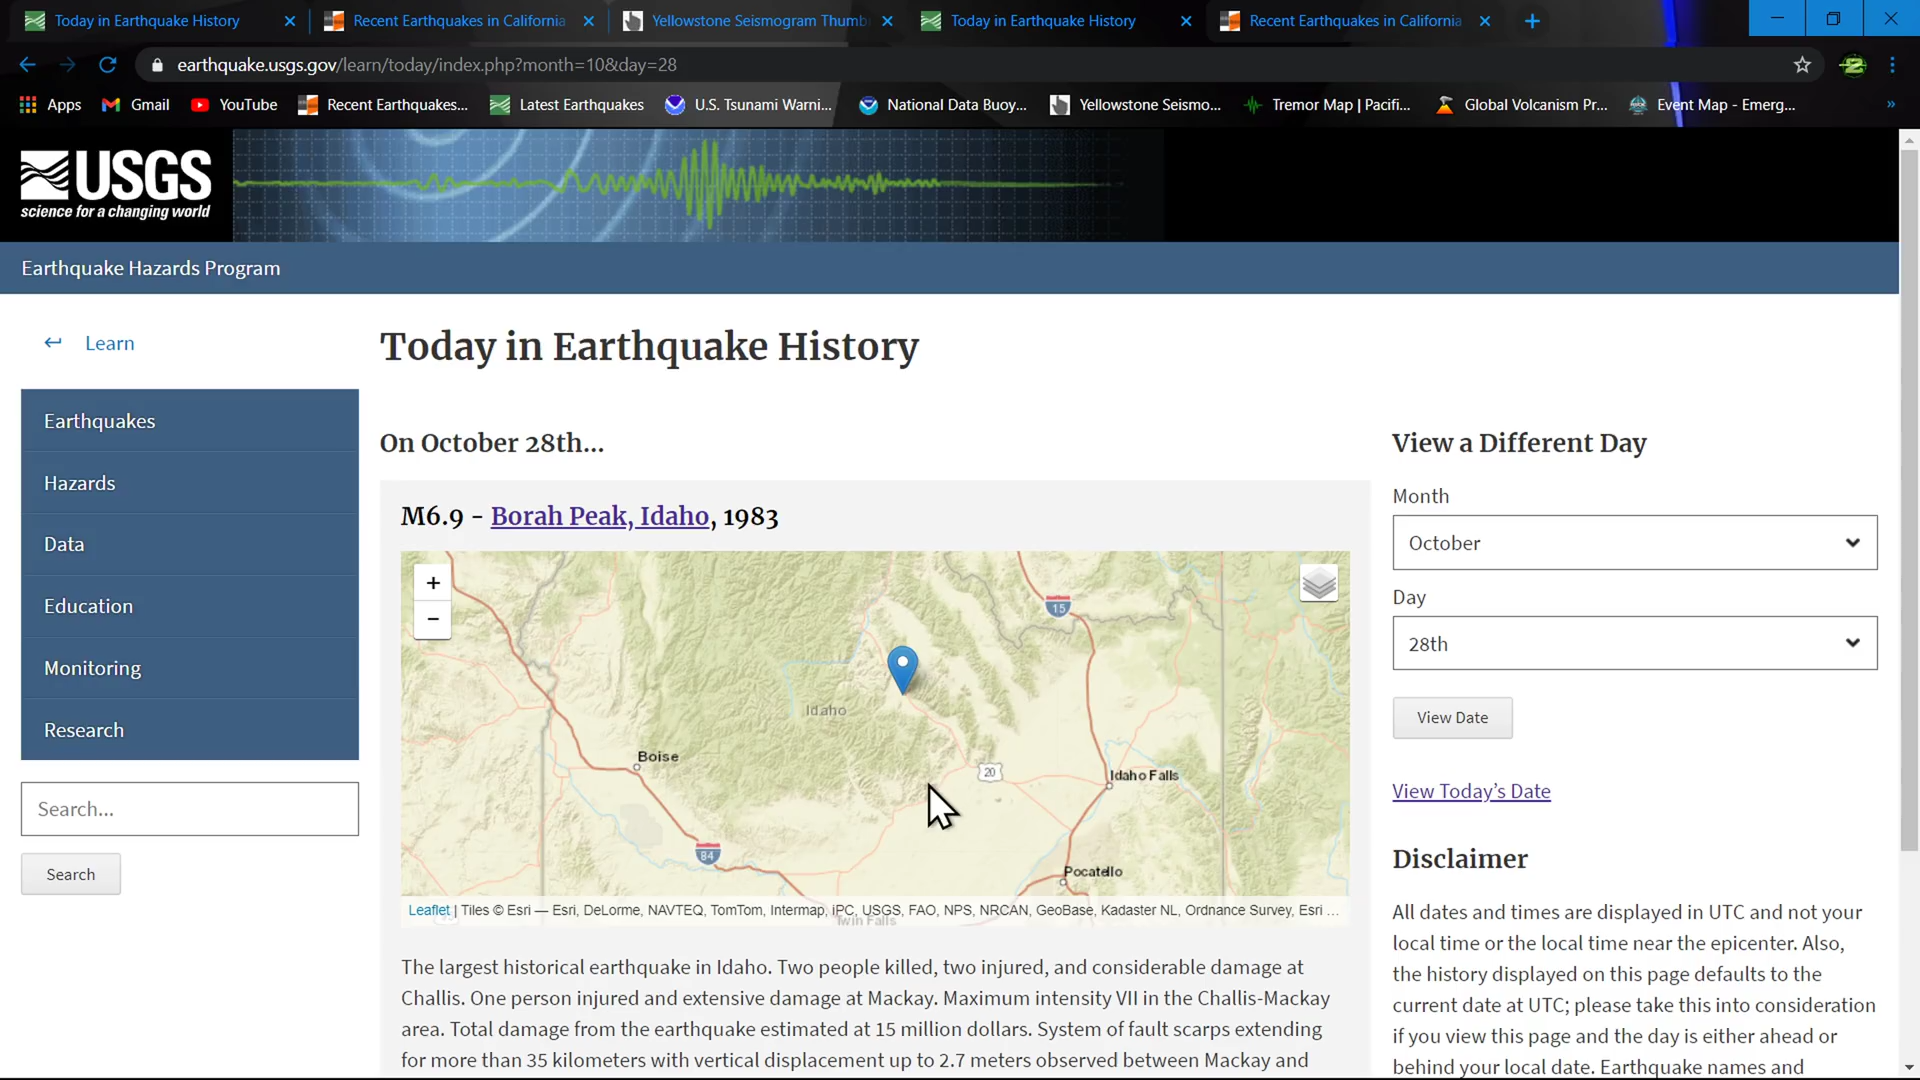 Today in Earthquake History
Recent Earthquakes in California
Yellowstone Seismogram Thumb
Today in Earthquake History
Recent Earthquakes in California
earthquake.usgs.gov/learn/today/index.php?month=10&day=28
Apps
Gmail
YouTube
Recent Earthquakes...
Latest Earthquakes
U.S. Tsunami Warni...
National Data Buoy...
Yellowstone Seismo...
Tremor Map | Pacifi...
Global Volcanism Pr...
Event Map - Emerg...
»
USGS
science for a changing world
Earthquake Hazards Program
Learn
Earthquakes
Hazards
Data
Education
Monitoring
Research
Search...
Search
Today in Earthquake History
On October 28th...
M6.9 - Borah Peak, Idaho, 1983
+
−
15
Idaho
Boise
20
Idaho Falls
84
Pocatello
Twin Falls
Leaflet | Tiles © Esri — Esri, DeLorme, NAVTEQ, TomTom, Intermap, iPC, USGS, FAO, NPS, NRCAN, GeoBase, Kadaster NL, Ordnance Survey, Esri ...
The largest historical earthquake in Idaho. Two people killed, two injured, and considerable damage at
Challis. One person injured and extensive damage at Mackay. Maximum intensity VII in the Challis-Mackay
area. Total damage from the earthquake estimated at 15 million dollars. System of fault scarps extending
for more than 35 kilometers with vertical displacement up to 2.7 meters observed between Mackay and
View a Different Day
Month
October
Day
28th
View Date
View Today's Date
Disclaimer
All dates and times are displayed in UTC and not your
local time or the local time near the epicenter. Also,
the history displayed on this page defaults to the
current date at UTC; please take this into consideration
if you view this page and the day is either ahead or
behind your local date. Earthquake names and